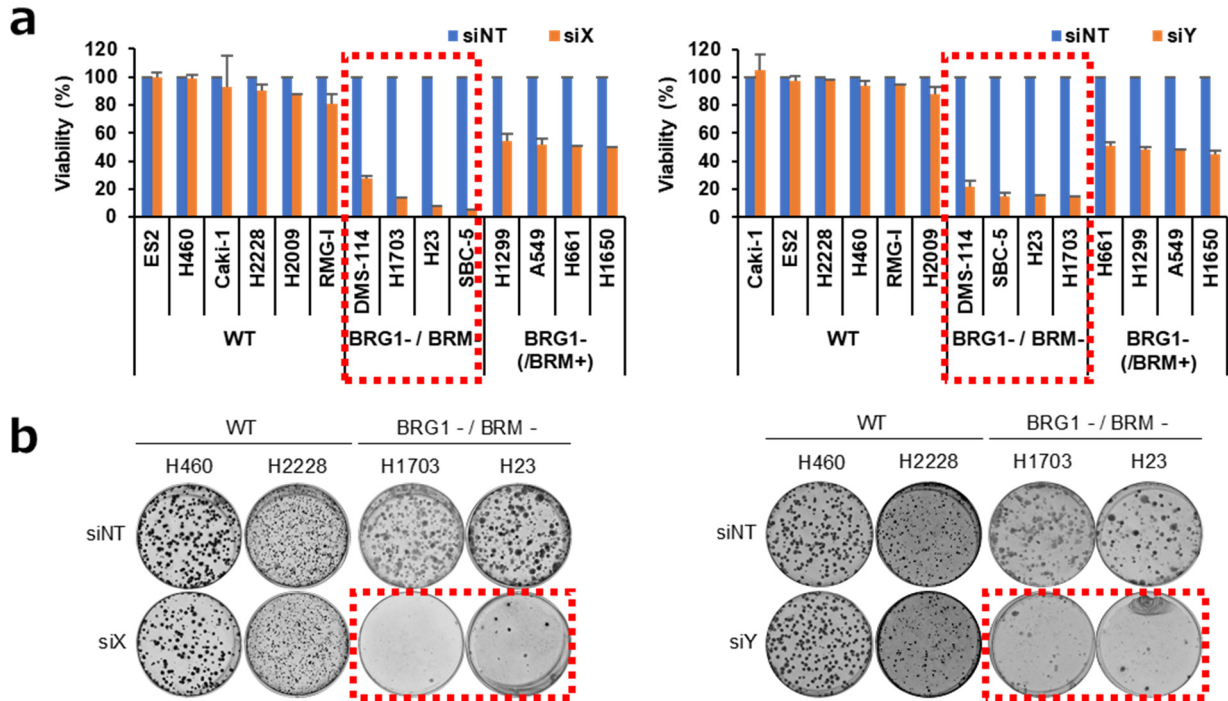 a
siNT siX
Viability (%)
120
100
80
60
40
20
0
ES2 H460 Caki-1 H2228 H2009 RMG-I DMS-114 H1703 H23 SBC-5 H1299 A549 H661 H1650
WT BRG1- / BRM- BRG1-
(/BRM+)
siNT siY
Viability (%)
120
100
80
60
40
20
0
Caki-1 ES2 H2228 H460 RMG-I H2009 DMS-114 SBC-5 H23 H1703 H661 H1299 A549 H1650
WT BRG1- / BRM- BRG1-
(/BRM+)
b
WT BRG1 - / BRM -
H460 H2228 H1703 H23
siNT
siX
WT BRG1 - / BRM -
H460 H2228 H1703 H23
siNT
siY